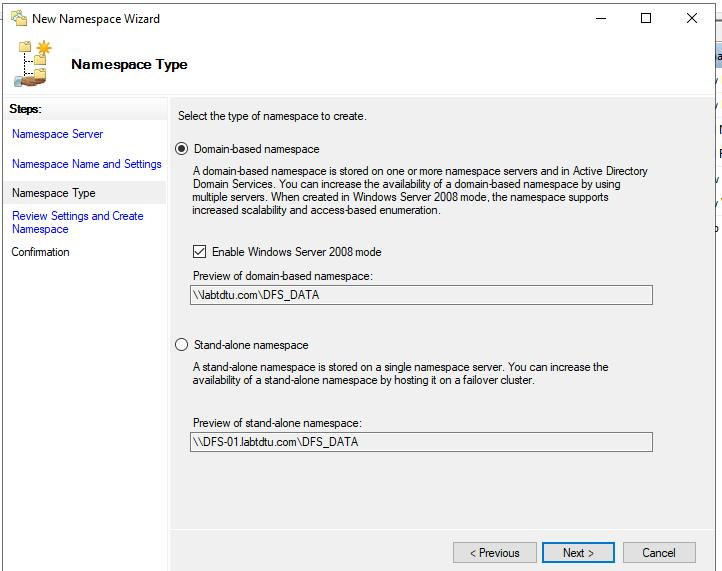 New Namespace Wizard
Namespace Type
Steps:
Namespace Server
Namespace Name and Settings
Namespace Type
Review Settings and Create
Namespace
Confirmation
Select the type of namespace to create.
Domain-based namespace
A domain-based namespace is stored on one or more namespace servers and in Active Directory
Domain Services. You can increase the availability of a domain-based namespace by using
multiple servers. When created in Windows Server 2008 mode, the namespace supports
increased scalability and access-based enumeration.
Enable Windows Server 2008 mode
Preview of domain-based namespace:
\\labtdtu.com\DFS_DATA
Stand-alone namespace
A stand-alone namespace is stored on a single namespace server. You can increase the
availability of a stand-alone namespace by hosting it on a failover cluster.
Preview of stand-alone namespace:
\\DFS-01.labtdtu.com\DFS_DATA
< Previous
Next >
Cancel